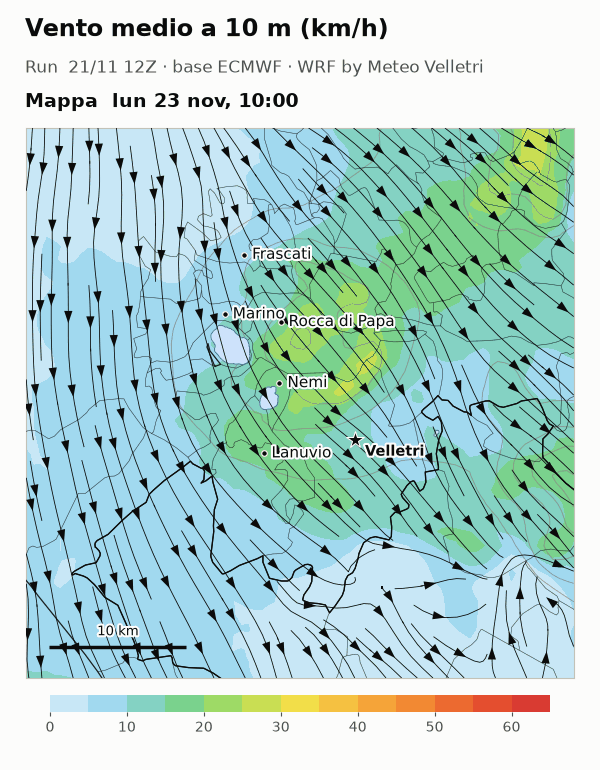 Vento medio a 10 m (km/h)
Run 21/11 12Z · base ECMWF · WRF by Meteo Velletri
Mappa lun 23 nov, 10:00
Frascati
Marino
Rocca di Papa
Nemi
Velletri
Lanuvio
10 km
0 10 20 30 40 50 60